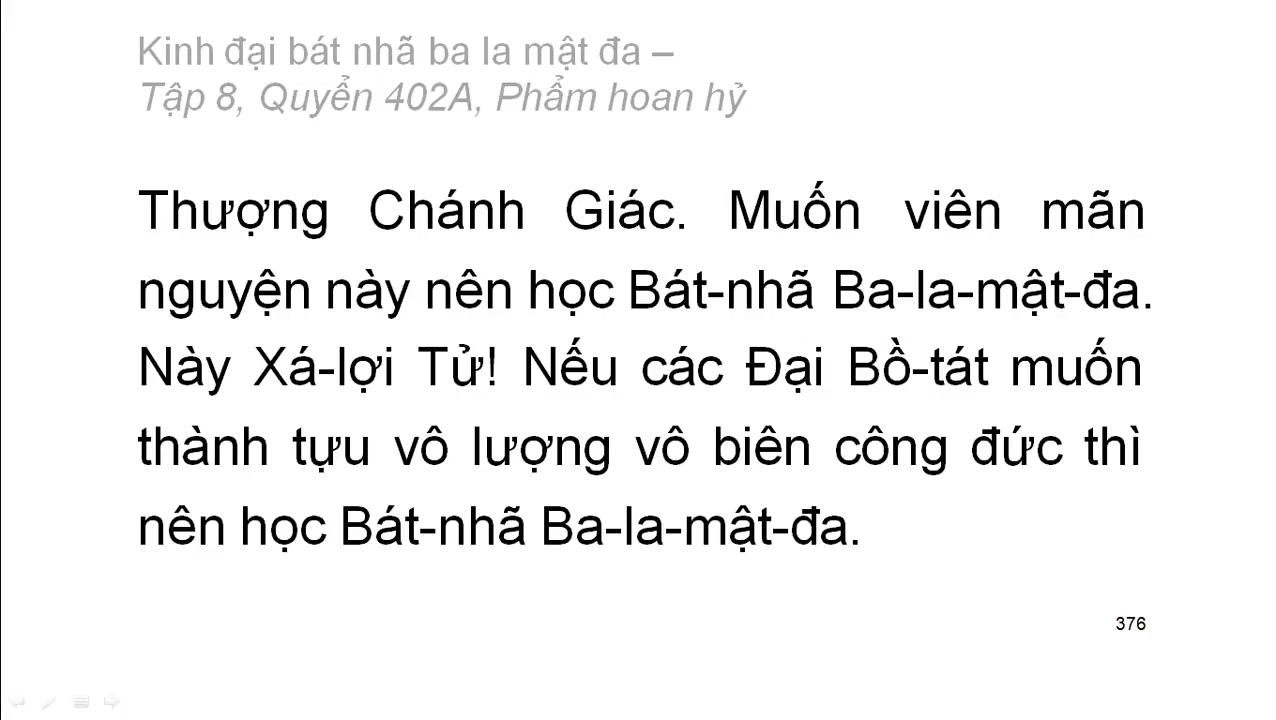 Kinh đại bát nhã ba la mật đa –
Tập 8, Quyển 402A, Phẩm hoan hỷ
Thượng Chánh Giác. Muốn viên mãn
nguyện này nên học Bát-nhã Ba-la-mật-đa.
Này Xá-lợi Tử! Nếu các Đại Bồ-tát muốn
thành tựu vô lượng vô biên công đức thì
nên học Bát-nhã Ba-la-mật-đa.
376